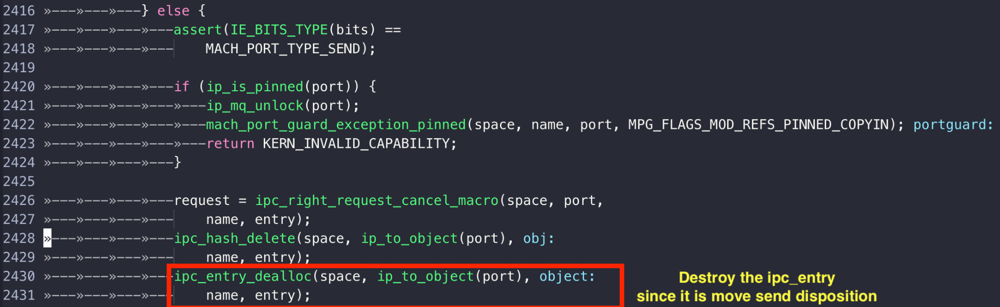 2416 »———»———»———} else {
2417 »———»———»———»———assert(IE_BITS_TYPE(bits) ==
2418 »———»———»———»———    MACH_PORT_TYPE_SEND);
2419
2420 »———»———»———»———if (ip_is_pinned(port)) {
2421 »———»———»———»———»———ip_mq_unlock(port);
2422 »———»———»———»———»———mach_port_guard_exception_pinned(space, name, port, MPG_FLAGS_MOD_REFS_PINNED_COPYIN); portguard:
2423 »———»———»———»———»———return KERN_INVALID_CAPABILITY;
2424 »———»———»———»———}
2425
2426 »———»———»———»———request = ipc_right_request_cancel_macro(space, port,
2427 »———»———»———»———    name, entry);
2428 »———»———»———»———ipc_hash_delete(space, ip_to_object(port), obj:
2429 »———»———»———»———    name, entry);
2430 »———»———»———»———ipc_entry_dealloc(space, ip_to_object(port), object:
2431 »———»———»———»———    name, entry);
Destroy the ipc_entry
since it is move send disposition